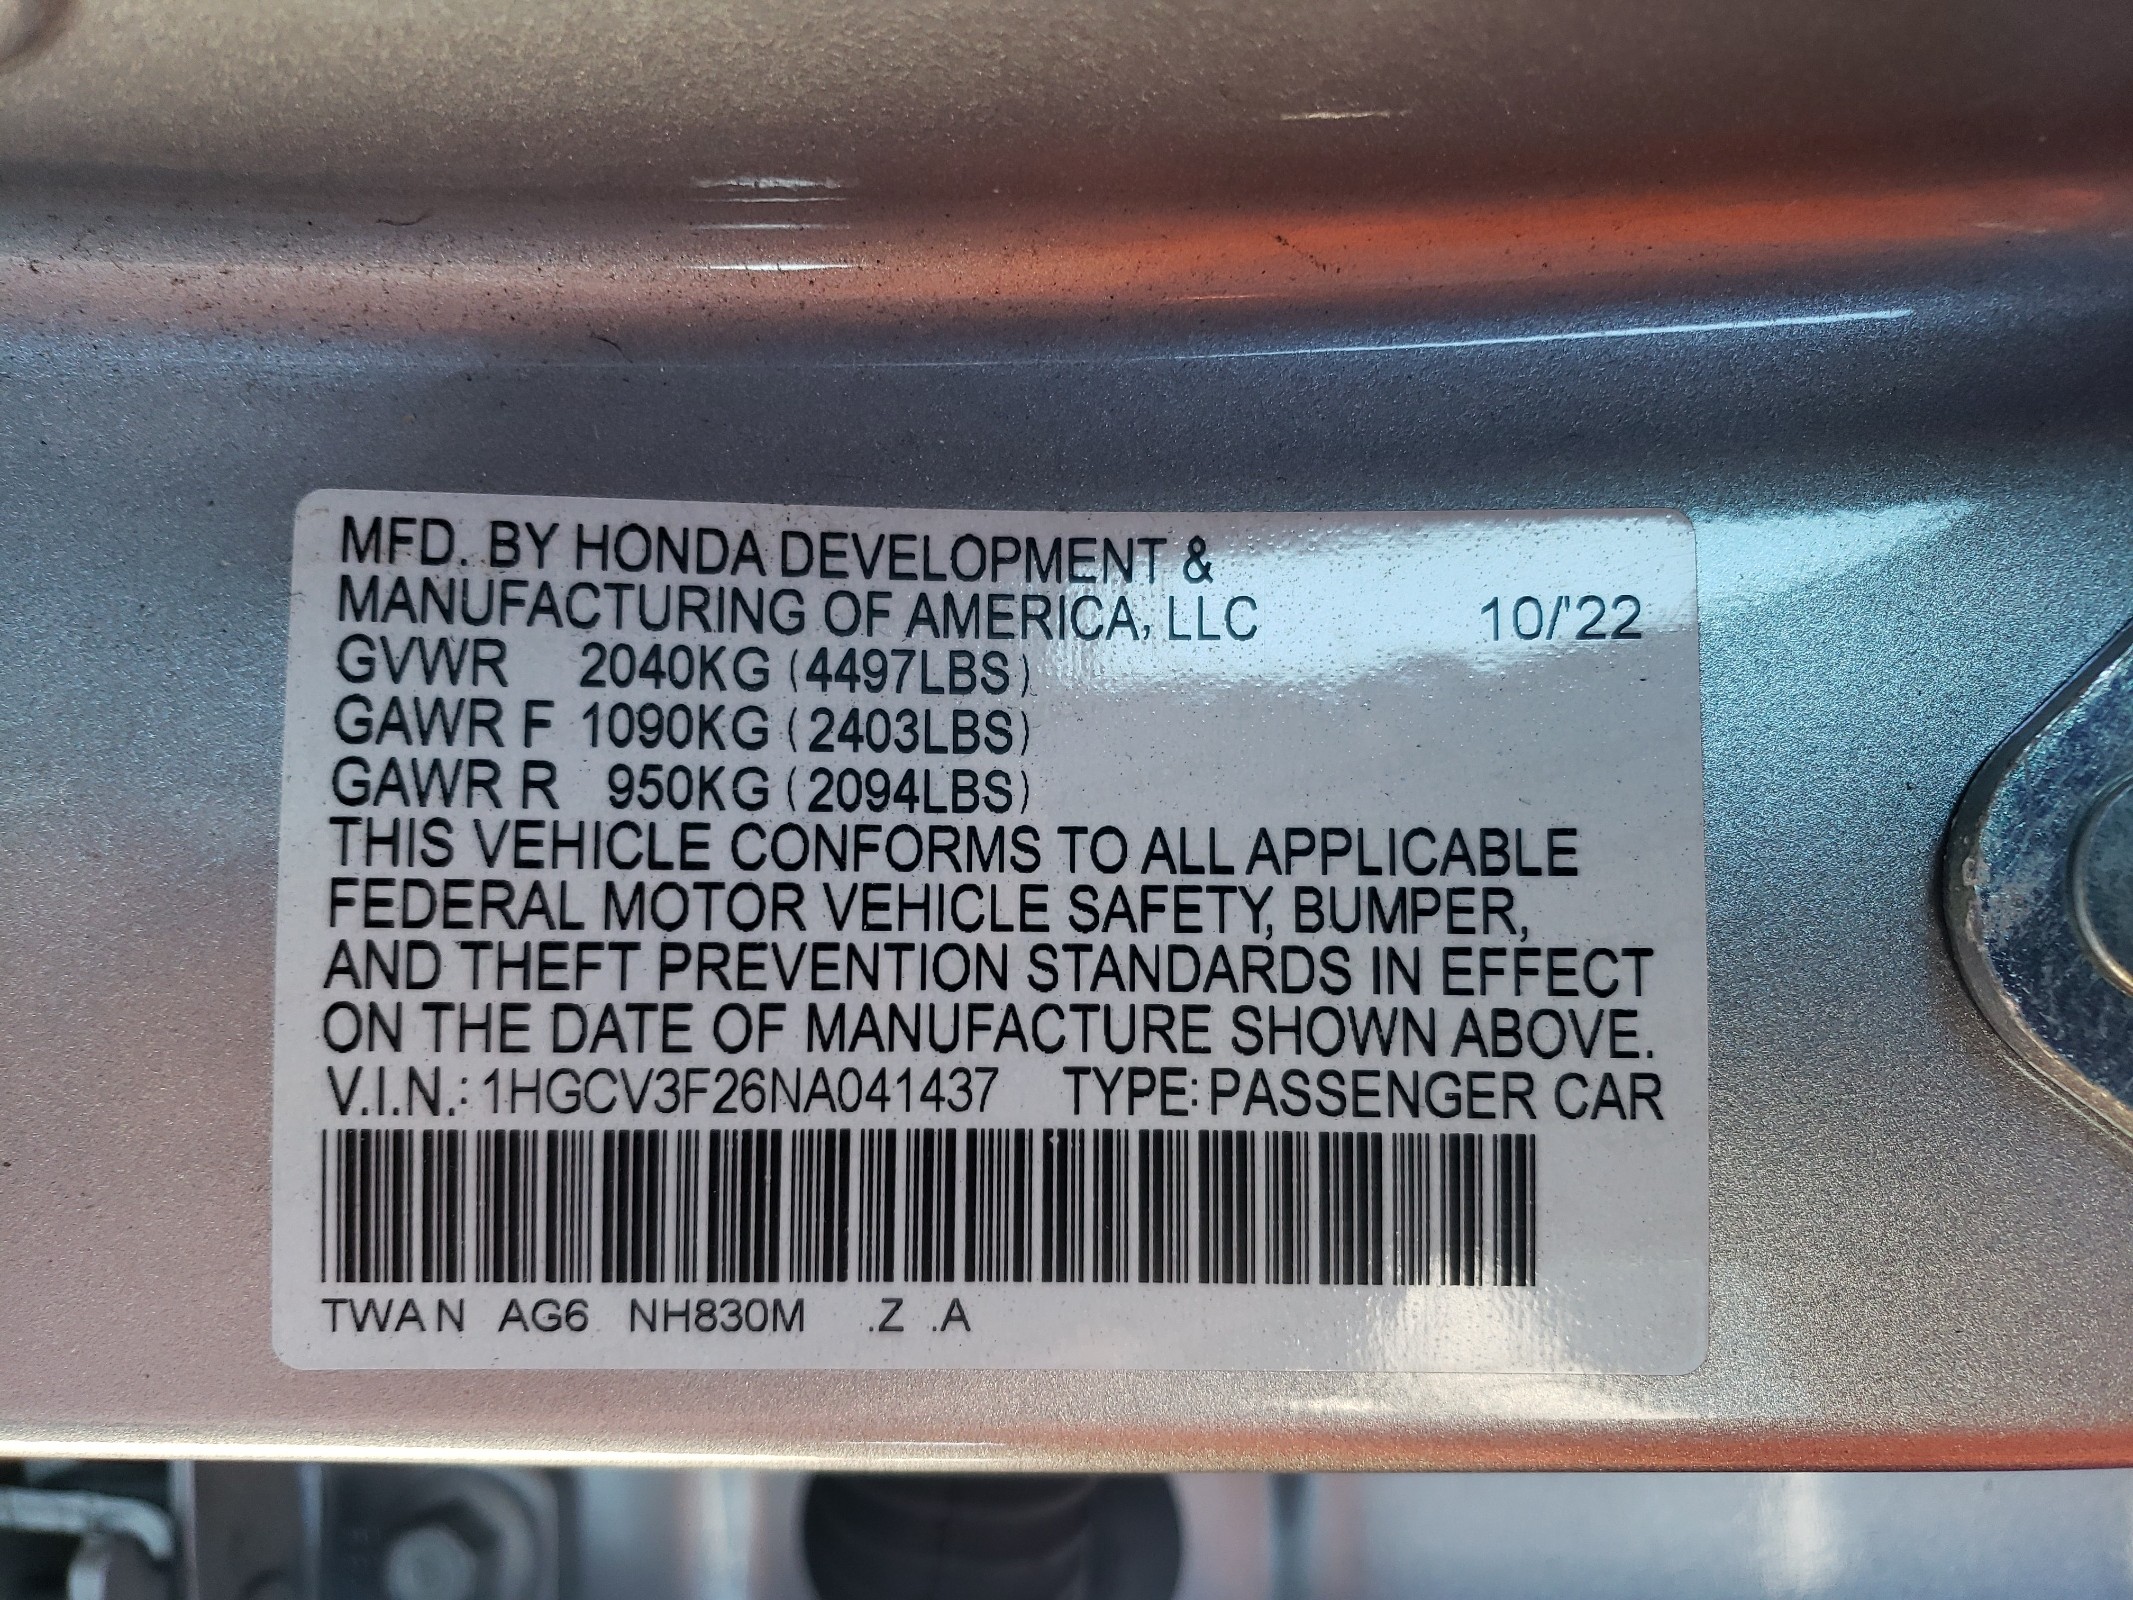 MFD. BY HONDA DEVELOPMENT &
MANUFACTURING OF AMERICA, LLC 10/'22
GVWR 2040KG (4497LBS)
GAWR F 1090KG (2403LBS)
GAWR R 950KG (2094LBS)
THIS VEHICLE CONFORMS TO ALL APPLICABLE
FEDERAL MOTOR VEHICLE SAFETY, BUMPER,
AND THEFT PREVENTION STANDARDS IN EFFECT
ON THE DATE OF MANUFACTURE SHOWN ABOVE.
V.I.N.: 1HGCV3F26NA041437 TYPE: PASSENGER CAR
TWAN AG6 NH830M .Z .A